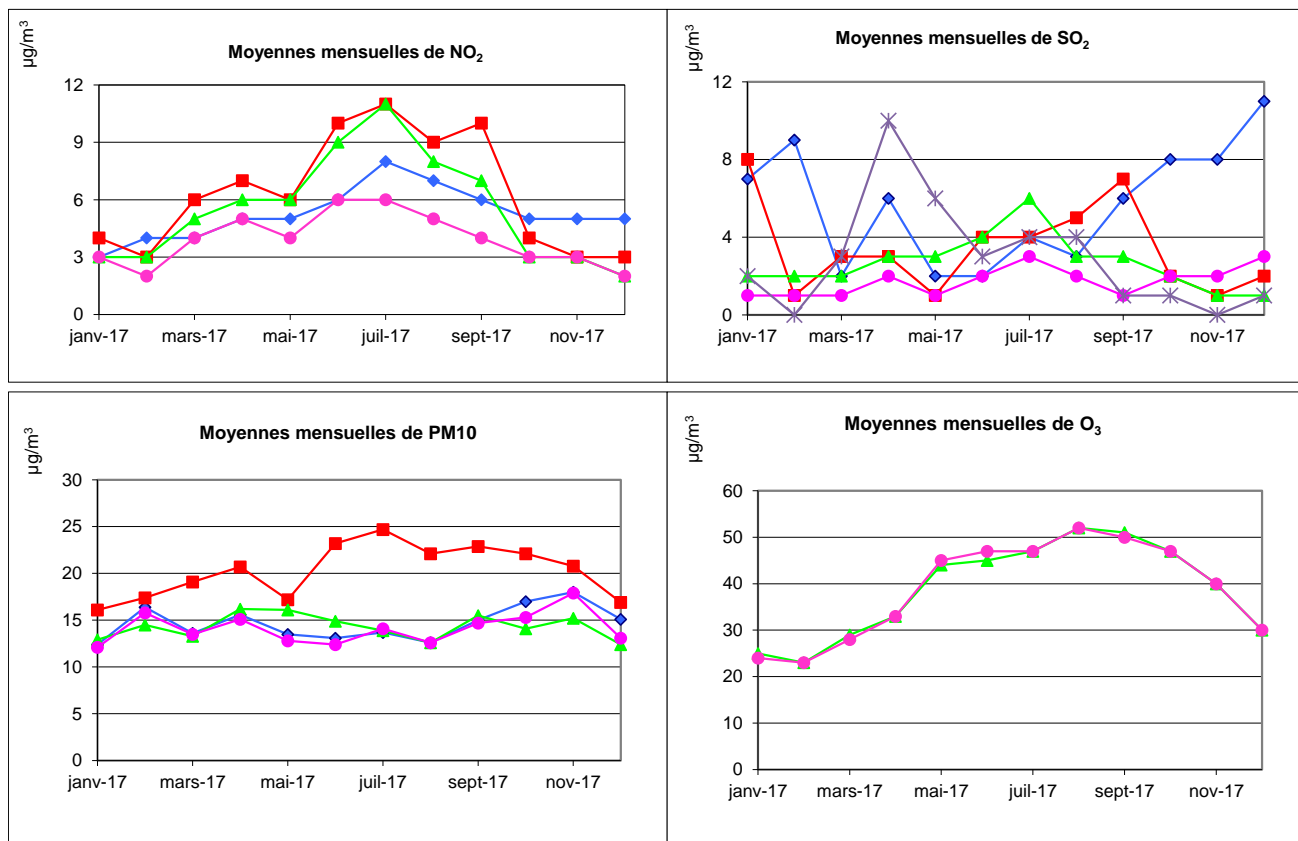 µg/m³
Moyennes mensuelles de NO₂
12
9
6
3
0
janv-17 mars-17 mai-17 juil-17 sept-17 nov-17
µg/m³
Moyennes mensuelles de SO₂
12
8
4
0
janv-17 mars-17 mai-17 juil-17 sept-17 nov-17
µg/m³
Moyennes mensuelles de PM10
30
25
20
15
10
5
0
janv-17 mars-17 mai-17 juil-17 sept-17 nov-17
µg/m³
Moyennes mensuelles de O₃
60
50
40
30
20
10
0
janv-17 mars-17 mai-17 juil-17 sept-17 nov-17